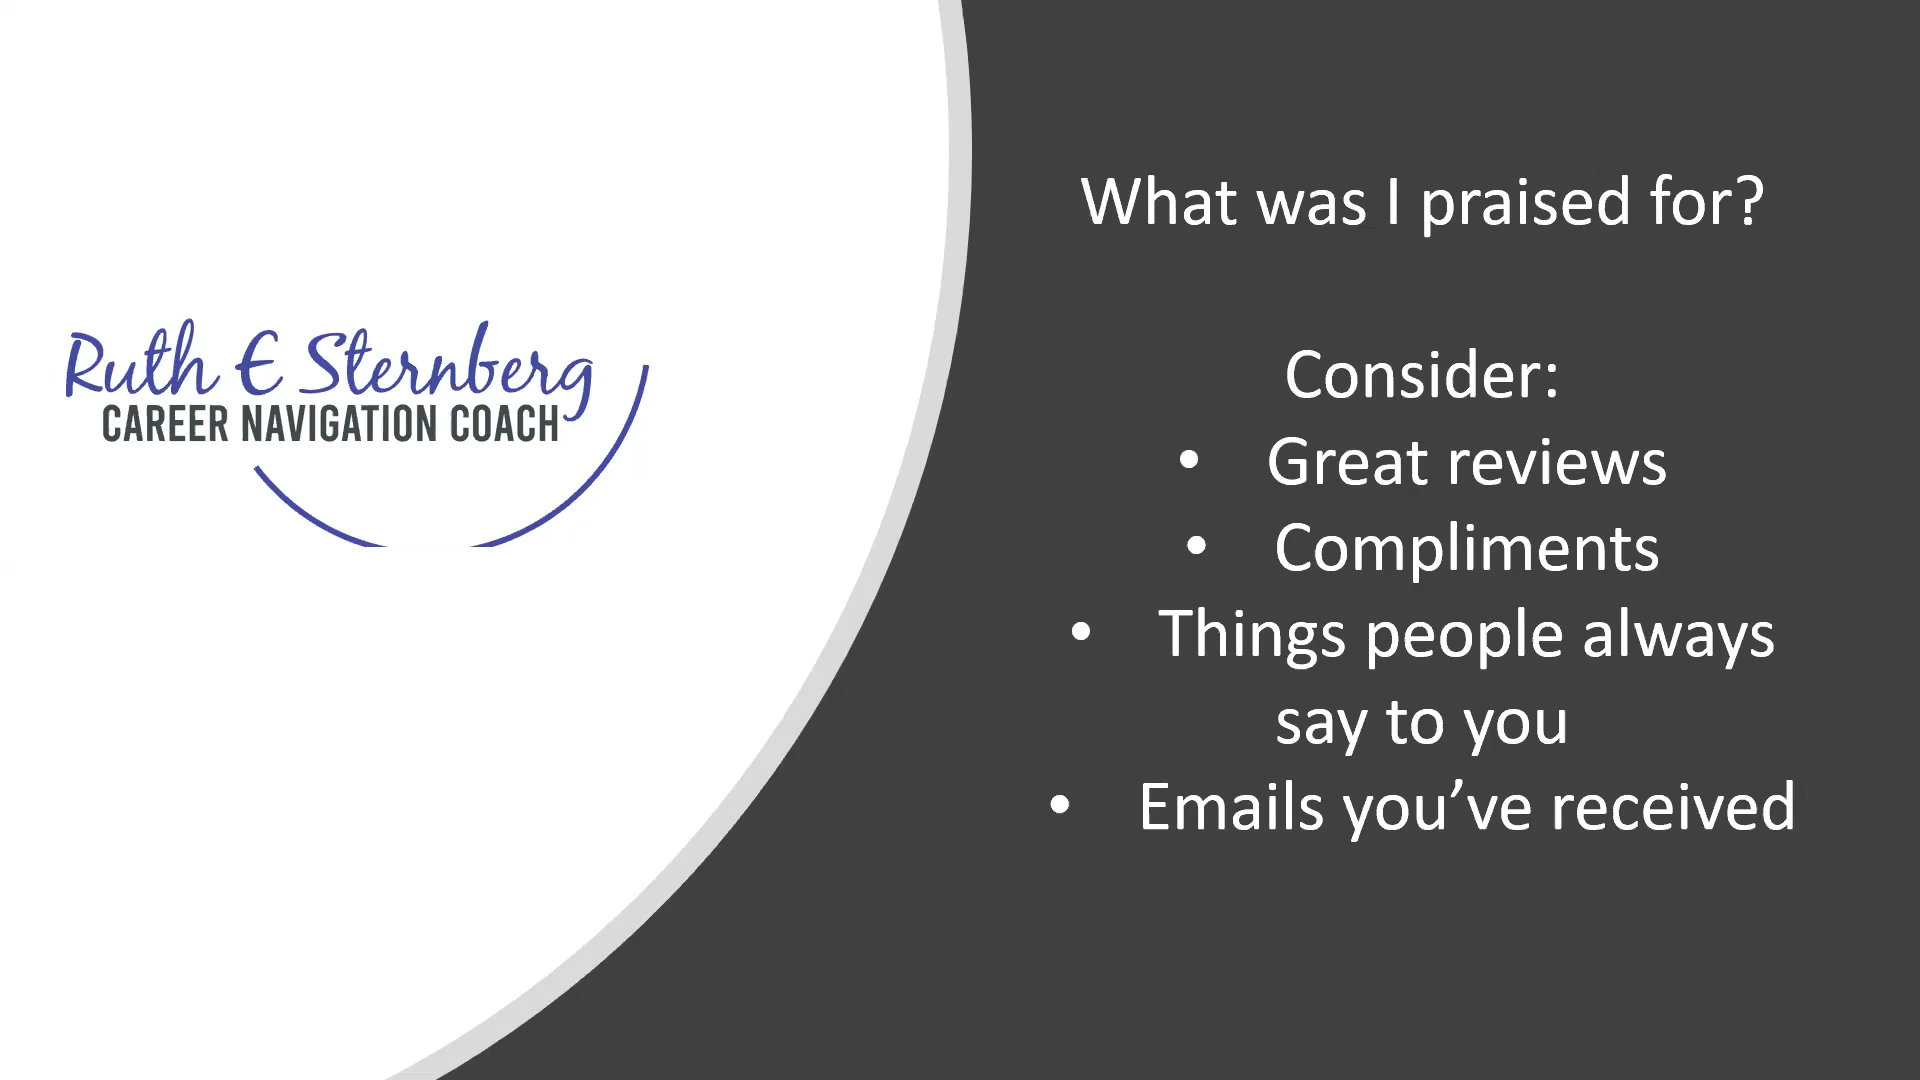 Ruth E Sternberg
CAREER NAVIGATION COACH
What was I praised for?
Consider:
• Great reviews
• Compliments
• Things people always
say to you
• Emails you’ve received